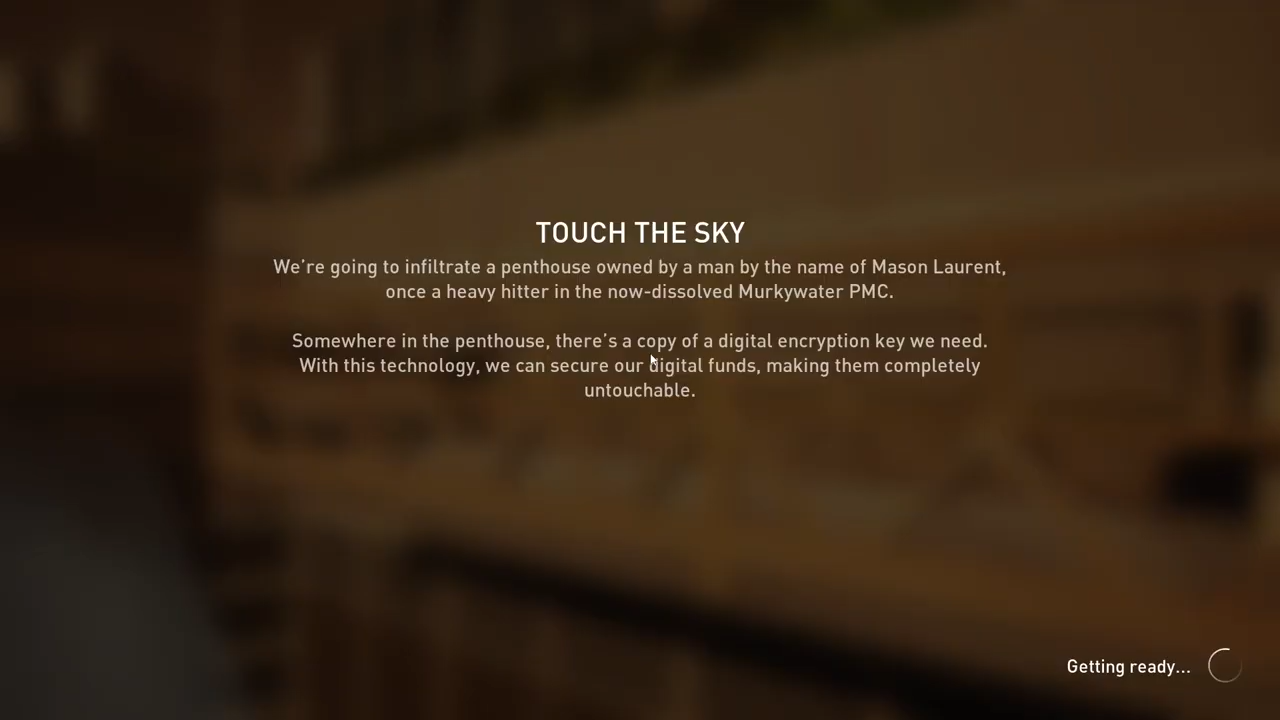 TOUCH THE SKY
We're going to infiltrate a penthouse owned by a man by the name of Mason Laurent,
once a heavy hitter in the now-dissolved Murkywater PMC.
Somewhere in the penthouse, there's a copy of a digital encryption key we need.
With this technology, we can secure our digital funds, making them completely
untouchable.
Getting ready...